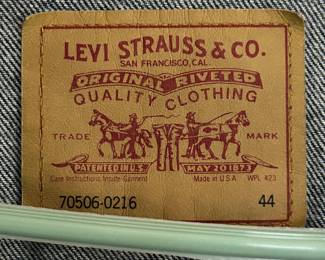 LEVI STRAUSS & CO.
SAN FRANCISCO, CAL.
ORIGINAL RIVETED
QUALITY CLOTHING
TRADE MARK
PATENTED IN U.S. MAY 20 1873
Care Instructions Inside Garment Made in U.S.A. WPL 423
70506-0216 44